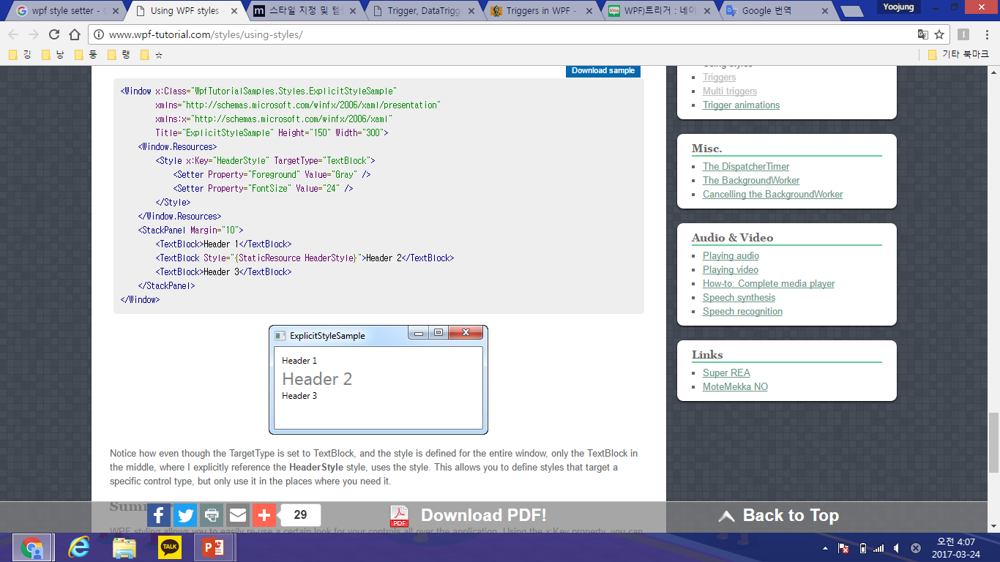 wpf style setter -
Using WPF styles -
스타일 지정 및 템
Trigger, DataTrigg
Triggers in WPF -
WPF)트리거 : 네이
Google 번역
Yoojung
www.wpf-tutorial.com/styles/using-styles/
깅
낭
둥
랭
☆
기타 북마크
Download sample
<Window x:Class="WpfTutorialSamples.Styles.ExplicitStyleSample"
xmlns="http://schemas.microsoft.com/winfx/2006/xaml/presentation"
xmlns:x="http://schemas.microsoft.com/winfx/2006/xaml"
Title="ExplicitStyleSample" Height="150" Width="300">
<Window.Resources>
<Style x:Key="HeaderStyle" TargetType="TextBlock">
<Setter Property="Foreground" Value="Gray" />
<Setter Property="FontSize" Value="24" />
</Style>
</Window.Resources>
<StackPanel Margin="10">
<TextBlock>Header 1</TextBlock>
<TextBlock Style="{StaticResource HeaderStyle}">Header 2</TextBlock>
<TextBlock>Header 3</TextBlock>
</StackPanel>
</Window>
ExplicitStyleSample
Header 1
Header 2
Header 3
Notice how even though the TargetType is set to TextBlock, and the style is defined for the entire window, only the TextBlock in
the middle, where I explicitly reference the HeaderStyle style, uses the style. This allows you to define styles that target a
specific control type, but only use it in the places where you need it.
WPF styling allows you to easily re-use a certain look for your controls all over the application. Using the x:Key property, you can
Using styles
Triggers
Multi triggers
Trigger animations
Misc.
The DispatcherTimer
The BackgroundWorker
Cancelling the BackgroundWorker
Audio & Video
Playing audio
Playing video
How-to: Complete media player
Speech synthesis
Speech recognition
Links
Super REA
MoteMekka NO
29
PDF
Download PDF!
Back to Top
TALK
오전 4:07
2017-03-24